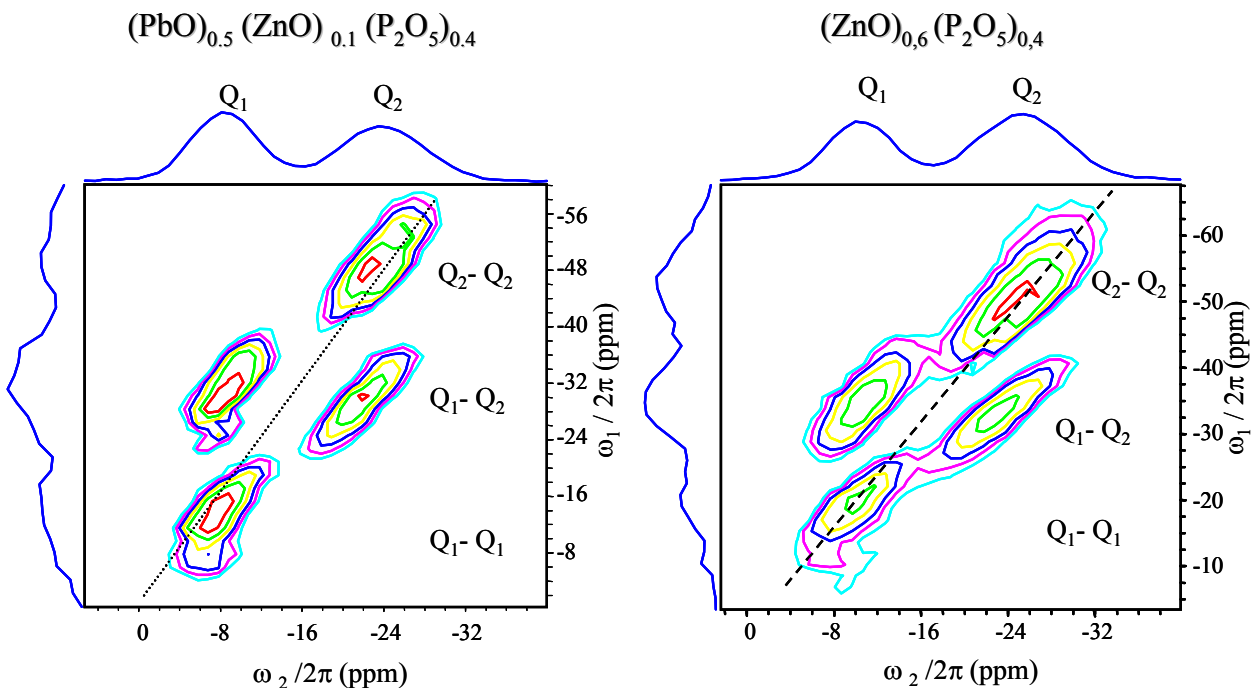 (PbO)₀.₅ (ZnO) ₀.₁ (P₂O₅)₀.₄
Q₁ Q₂
-56
-48
-40
-32
-24
-16
-8
Q₂- Q₂
Q₁- Q₂
Q₁- Q₁
ω₁ / 2π (ppm)
0 -8 -16 -24 -32
ω ₂ /2π (ppm)
(ZnO)₀,₆ (P₂O₅)₀,₄
Q₁ Q₂
-60
-50
-40
-30
-20
-10
Q₂- Q₂
Q₁- Q₂
Q₁- Q₁
ω₁ / 2π (ppm)
0 -8 -16 -24 -32
ω ₂ /2π (ppm)